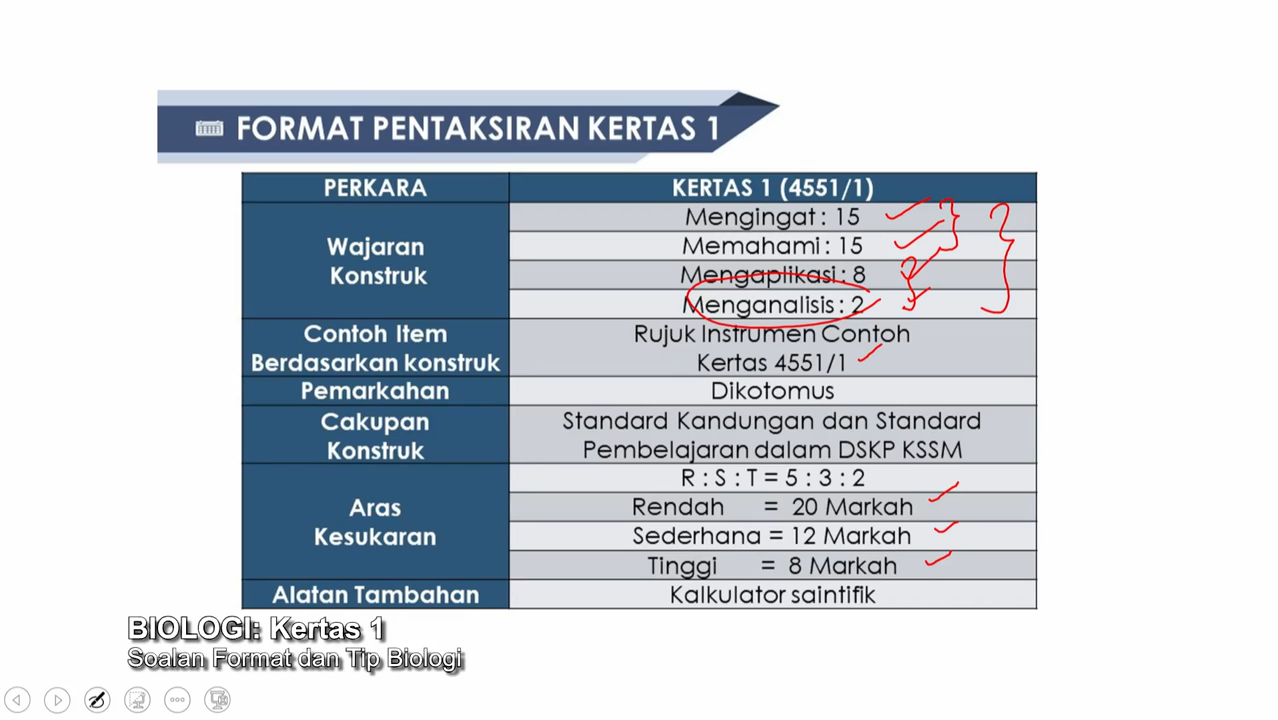 FORMAT PENTAKSIRAN KERTAS 1
PERKARA
KERTAS 1 (4551/1)
Wajaran
Konstruk
Mengingat : 15
Memahami : 15
Mengaplikasi : 8
Menganalisis : 2
Contoh Item
Berdasarkan konstruk
Rujuk Instrumen Contoh
Kertas 4551/1
Pemarkahan
Dikotomus
Cakupan
Konstruk
Standard Kandungan dan Standard
Pembelajaran dalam DSKP KSSM
Aras
Kesukaran
R : S : T = 5 : 3 : 2
Rendah = 20 Markah
Sederhana = 12 Markah
Tinggi = 8 Markah
Alatan Tambahan
Kalkulator saintifik
BIOLOGI: Kertas 1
Soalan Format dan Tip Biologi